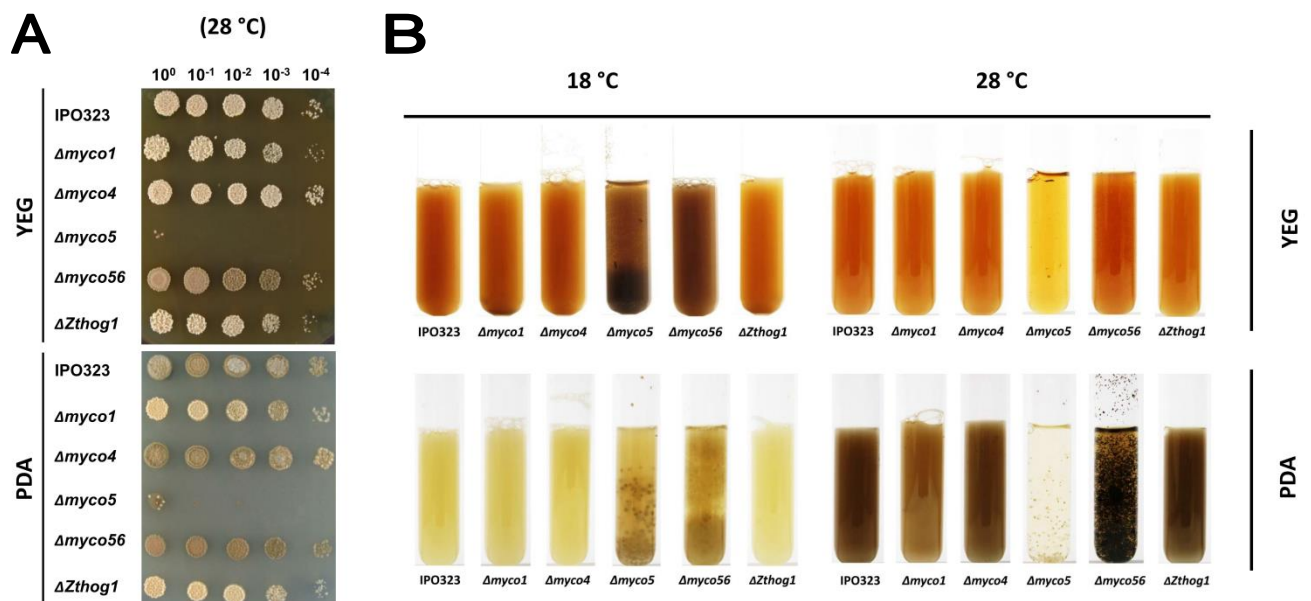 A
(28 °C)
10⁰ 10⁻¹ 10⁻² 10⁻³ 10⁻⁴
YEG
IPO323
Δmyco1
Δmyco4
Δmyco5
Δmyco56
ΔZthog1
PDA
IPO323
Δmyco1
Δmyco4
Δmyco5
Δmyco56
ΔZthog1
B
18 °C 28 °C
IPO323 Δmyco1 Δmyco4 Δmyco5 Δmyco56 ΔZthog1 IPO323 Δmyco1 Δmyco4 Δmyco5 Δmyco56 ΔZthog1
YEG
IPO323 Δmyco1 Δmyco4 Δmyco5 Δmyco56 ΔZthog1 IPO323 Δmyco1 Δmyco4 Δmyco5 Δmyco56 ΔZthog1
PDA